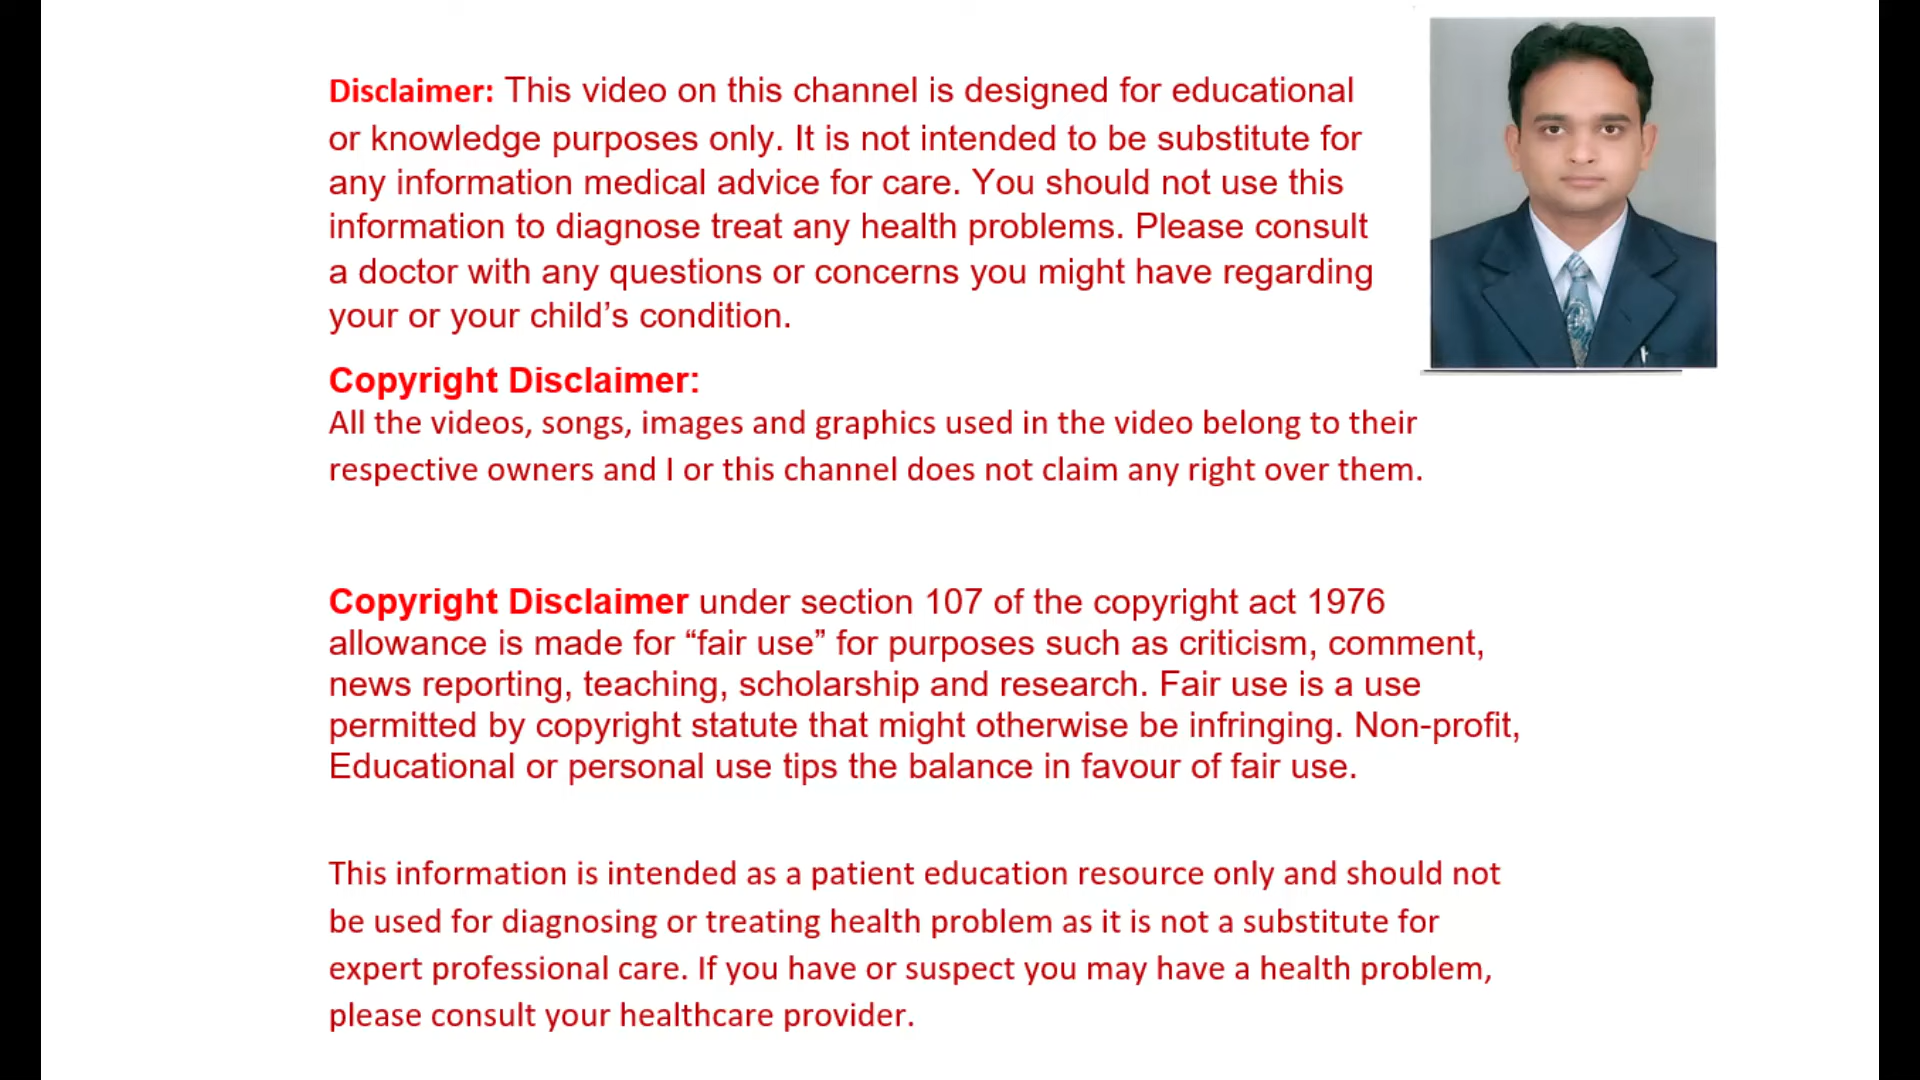 Disclaimer: This video on this channel is designed for educational
or knowledge purposes only. It is not intended to be substitute for
any information medical advice for care. You should not use this
information to diagnose treat any health problems. Please consult
a doctor with any questions or concerns you might have regarding
your or your child’s condition.
Copyright Disclaimer:
All the videos, songs, images and graphics used in the video belong to their
respective owners and I or this channel does not claim any right over them.
Copyright Disclaimer under section 107 of the copyright act 1976
allowance is made for “fair use” for purposes such as criticism, comment,
news reporting, teaching, scholarship and research. Fair use is a use
permitted by copyright statute that might otherwise be infringing. Non-profit,
Educational or personal use tips the balance in favour of fair use.
This information is intended as a patient education resource only and should not
be used for diagnosing or treating health problem as it is not a substitute for
expert professional care. If you have or suspect you may have a health problem,
please consult your healthcare provider.